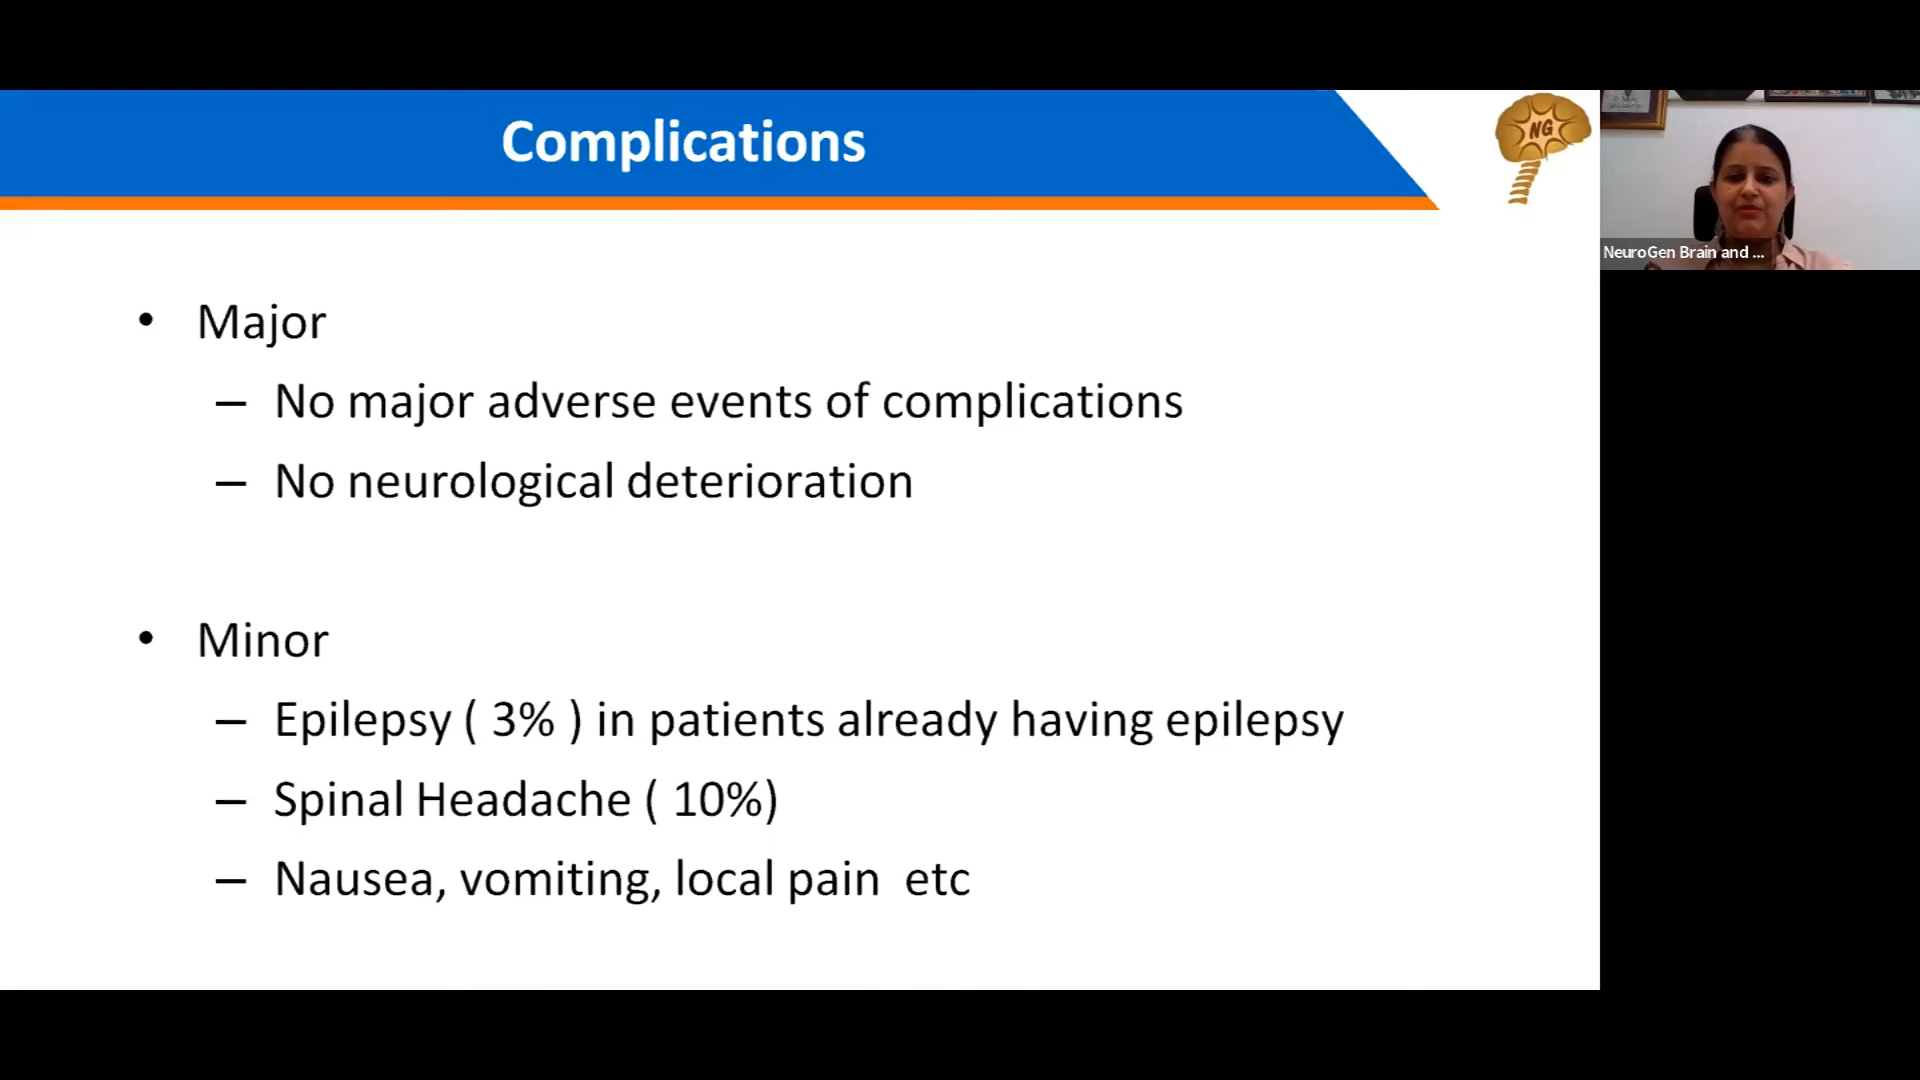 Complications
NG
NeuroGen Brain and ...
• Major
– No major adverse events of complications
– No neurological deterioration
• Minor
– Epilepsy ( 3% ) in patients already having epilepsy
– Spinal Headache ( 10%)
– Nausea, vomiting, local pain  etc